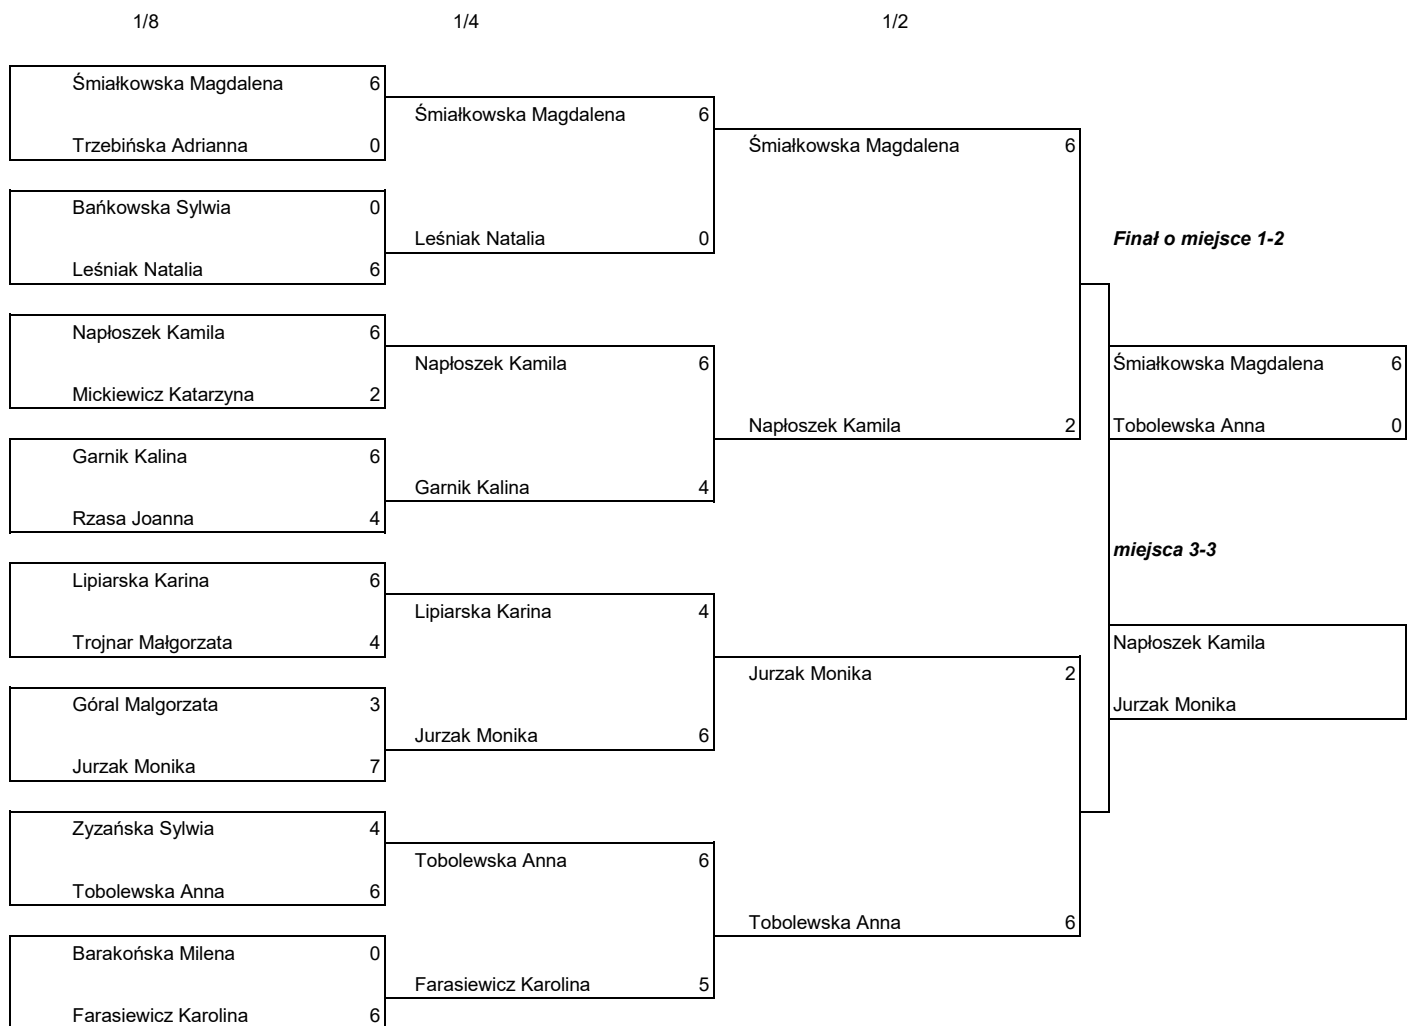 1/8 1/4 1/2
Śmiałkowska Magdalena 6
Śmiałkowska Magdalena 6
Trzebińska Adrianna 0 Śmiałkowska Magdalena 6
Bańkowska Sylwia 0
Leśniak Natalia 0 Finał o miejsce 1-2
Leśniak Natalia 6
Napłoszek Kamila 6
Napłoszek Kamila 6 Śmiałkowska Magdalena 6
Mickiewicz Katarzyna 2
Napłoszek Kamila 2 Tobolewska Anna 0
Garnik Kalina 6
Garnik Kalina 4
Rzasa Joanna 4
miejsca 3-3
Lipiarska Karina 6
Lipiarska Karina 4
Trojnar Małgorzata 4 Napłoszek Kamila
Jurzak Monika 2
Góral Malgorzata 3 Jurzak Monika
Jurzak Monika 6
Jurzak Monika 7
Zyzańska Sylwia 4
Tobolewska Anna 6
Tobolewska Anna 6
Tobolewska Anna 6
Barakońska Milena 0
Farasiewicz Karolina 5
Farasiewicz Karolina 6